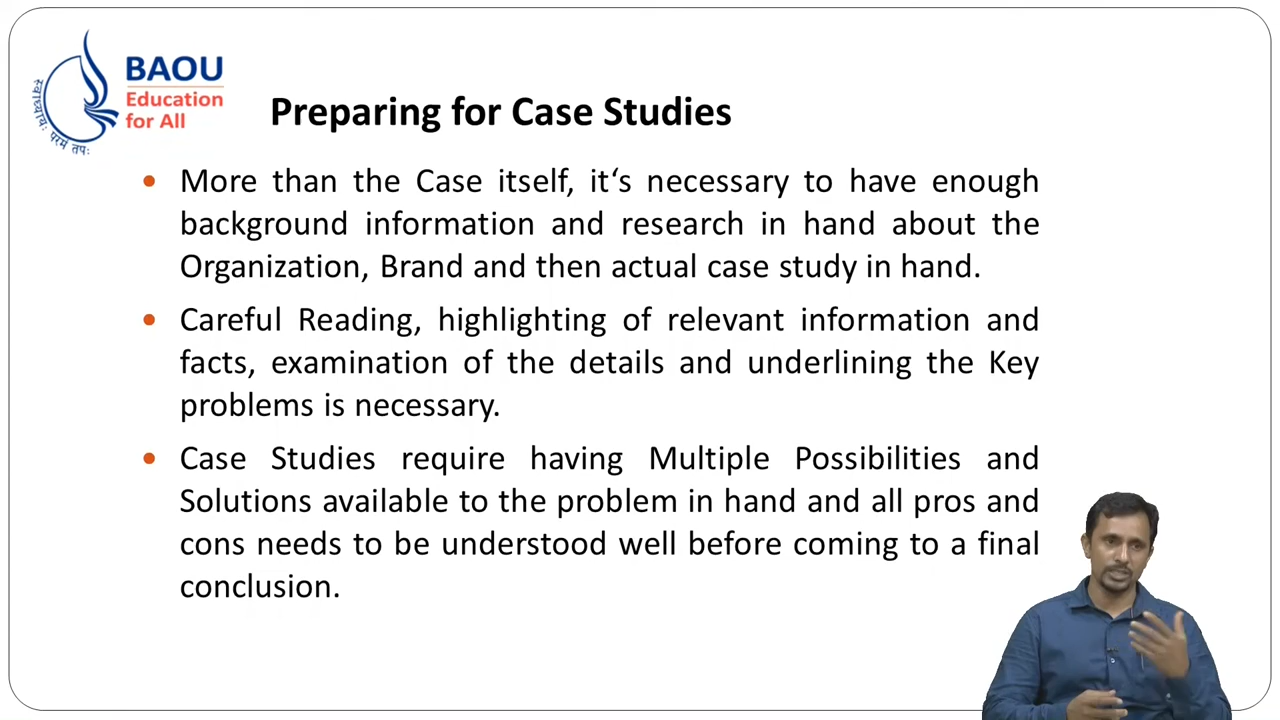 BAOU
Education
for All
स्वाध्यायः परमं तपः
Preparing for Case Studies
• More than the Case itself, it‘s necessary to have enough
background information and research in hand about the
Organization, Brand and then actual case study in hand.
• Careful Reading, highlighting of relevant information and
facts, examination of the details and underlining the Key
problems is necessary.
• Case Studies require having Multiple Possibilities and
Solutions available to the problem in hand and all pros and
cons needs to be understood well before coming to a final
conclusion.